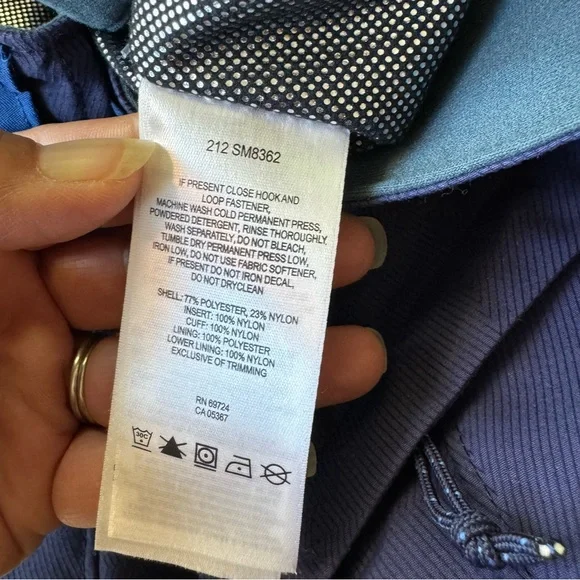 212 SM8362
IF PRESENT CLOSE HOOK AND
LOOP FASTENER,
MACHINE WASH COLD PERMANENT PRESS,
POWDERED DETERGENT, RINSE THOROUGHLY.
WASH SEPARATELY, DO NOT BLEACH,
TUMBLE DRY PERMANENT PRESS LOW,
IRON LOW, DO NOT USE FABRIC SOFTENER,
IF PRESENT DO NOT IRON DECAL,
DO NOT DRYCLEAN
SHELL: 77% POLYESTER, 23% NYLON
INSERT: 100% NYLON
CUFF: 100% NYLON
LINING: 100% POLYESTER
LOWER LINING: 100% NYLON
EXCLUSIVE OF TRIMMING
RN 69724
CA 05367
30C